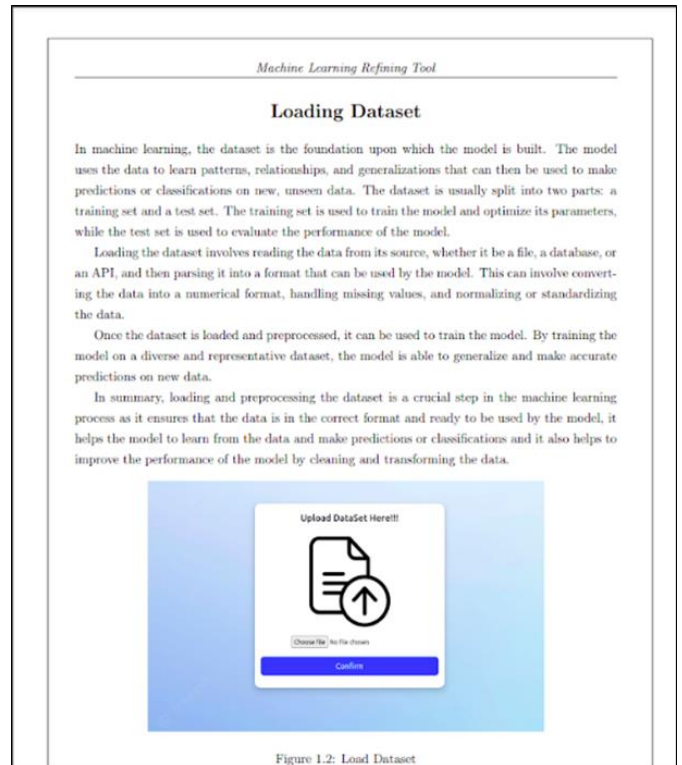 Machine Learning Refining Tool
Loading Dataset
In machine learning, the dataset is the foundation upon which the model is built. The model
uses the data to learn patterns, relationships, and generalizations that can then be used to make
predictions or classifications on new, unseen data. The dataset is usually split into two parts: a
training set and a test set. The training set is used to train the model and optimize its parameters,
while the test set is used to evaluate the performance of the model.
Loading the dataset involves reading the data from its source, whether it be a file, a database, or
an API, and then parsing it into a format that can be used by the model. This can involve convert-
ing the data into a numerical format, handling missing values, and normalizing or standardizing
the data.
Once the dataset is loaded and preprocessed, it can be used to train the model. By training the
model on a diverse and representative dataset, the model is able to generalize and make accurate
predictions on new data.
In summary, loading and preprocessing the dataset is a crucial step in the machine learning
process as it ensures that the data is in the correct format and ready to be used by the model, it
helps the model to learn from the data and make predictions or classifications and it also helps to
improve the performance of the model by cleaning and transforming the data.
Upload DataSet Here!!!
Choose file No file chosen
Confirm
Figure 1.2: Load Dataset